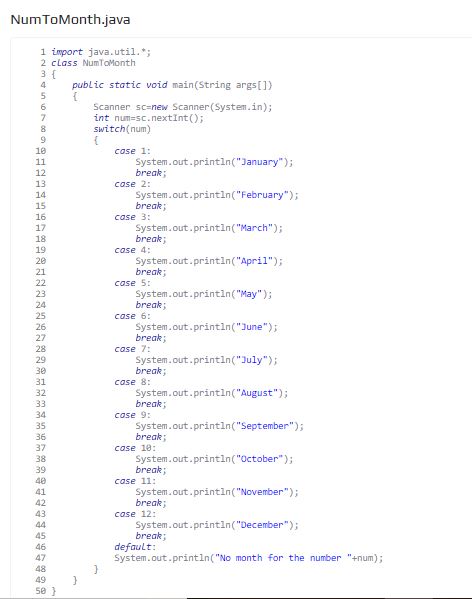 NumToMonth.java
1 import java.util.*;
2 class NumToMonth
3 {
4     public static void main(String args[])
5     {
6         Scanner sc=new Scanner(System.in);
7         int num=sc.nextInt();
8         switch(num)
9         {
10             case 1:
11                 System.out.println("January");
12                 break;
13             case 2:
14                 System.out.println("February");
15                 break;
16             case 3:
17                 System.out.println("March");
18                 break;
19             case 4:
20                 System.out.println("April");
21                 break;
22             case 5:
23                 System.out.println("May");
24                 break;
25             case 6:
26                 System.out.println("June");
27                 break;
28             case 7:
29                 System.out.println("July");
30                 break;
31             case 8:
32                 System.out.println("August");
33                 break;
34             case 9:
35                 System.out.println("September");
36                 break;
37             case 10:
38                 System.out.println("October");
39                 break;
40             case 11:
41                 System.out.println("November");
42                 break;
43             case 12:
44                 System.out.println("December");
45                 break;
46             default:
47             System.out.println("No month for the number "+num);
48         }
49     }
50 }